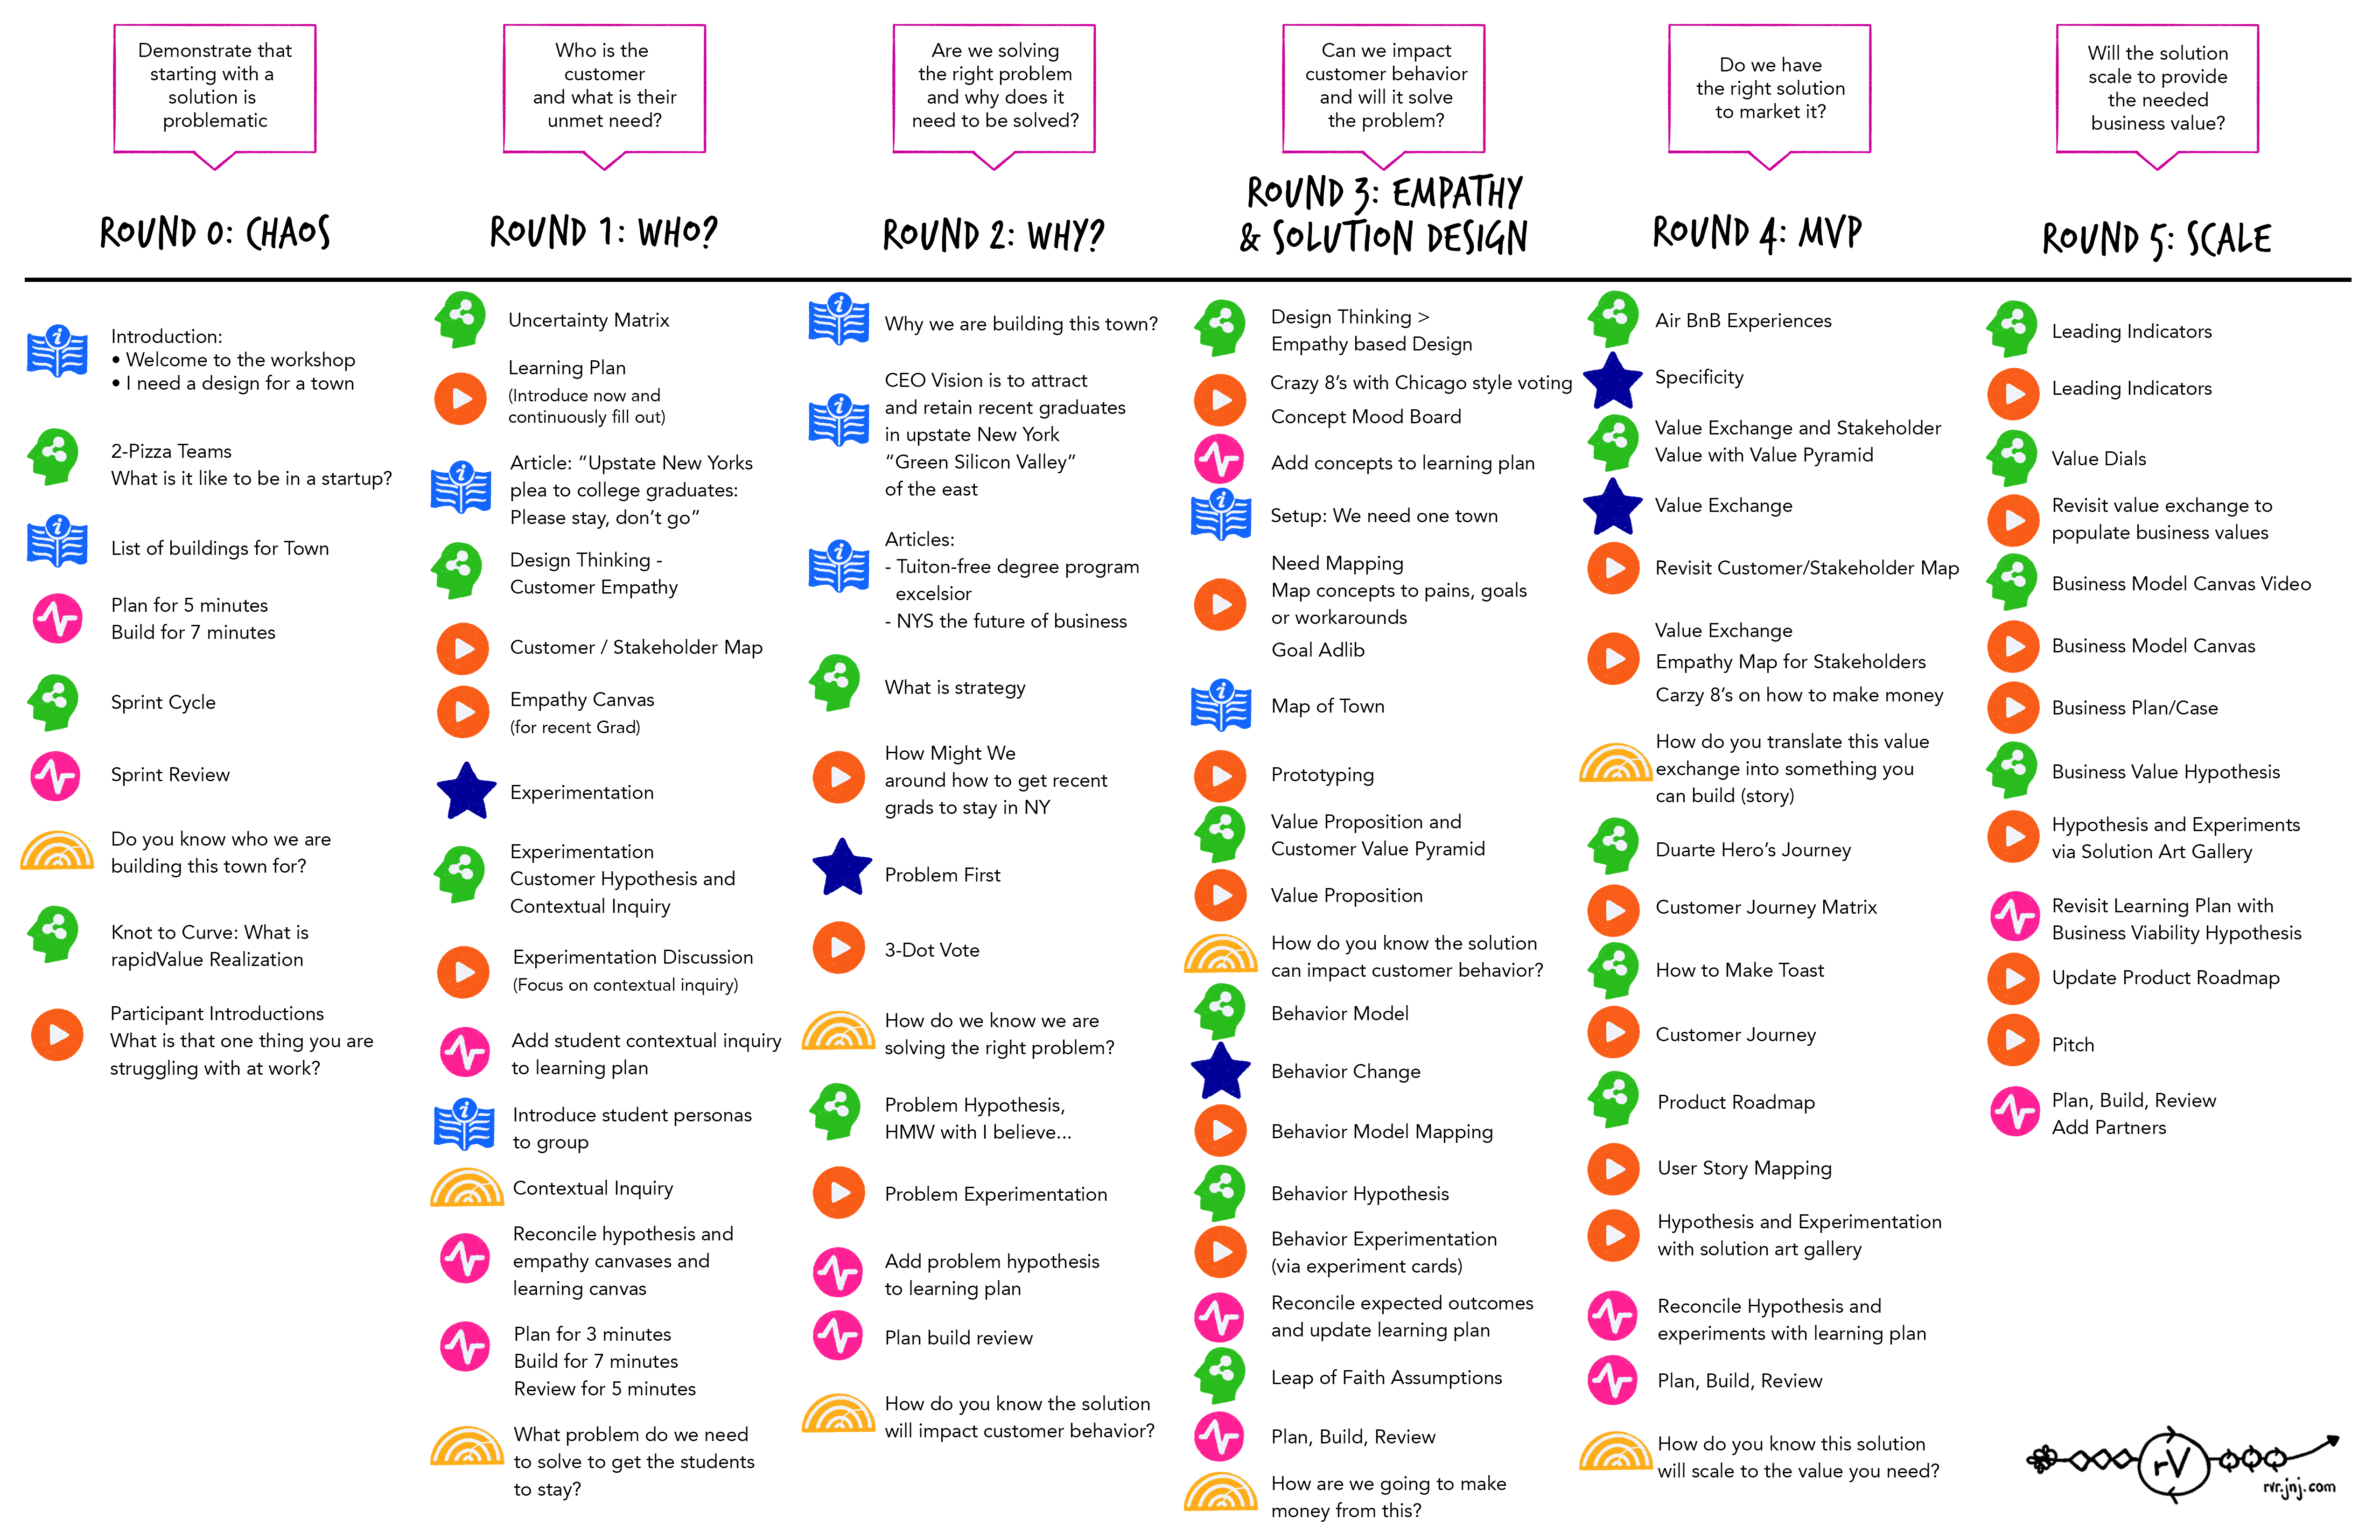 Demonstrate that
starting with a
solution is
problematic
Who is the
customer
and what is their
unmet need?
Are we solving
the right problem
and why does it
need to be solved?
Can we impact
customer behavior
and will it solve
the problem?
Do we have
the right solution
to market it?
Will the solution
scale to provide
the needed
business value?
ROUND 0: CHAOS
Introduction:
• Welcome to the workshop
• I need a design for a town
2-Pizza Teams
What is it like to be in a startup?
List of buildings for Town
Plan for 5 minutes
Build for 7 minutes
Sprint Cycle
Sprint Review
Do you know who we are
building this town for?
Knot to Curve: What is
rapidValue Realization
Participant Introductions
What is that one thing you are
struggling with at work?
ROUND 1: WHO?
Uncertainty Matrix
Learning Plan
(Introduce now and
continuously fill out)
Article: “Upstate New Yorks
plea to college graduates:
Please stay, don’t go”
Design Thinking -
Customer Empathy
Customer / Stakeholder Map
Empathy Canvas
(for recent Grad)
Experimentation
Experimentation
Customer Hypothesis and
Contextual Inquiry
Experimentation Discussion
(Focus on contextual inquiry)
Add student contextual inquiry
to learning plan
Introduce student personas
to group
Contextual Inquiry
Reconcile hypothesis and
empathy canvases and
learning canvas
Plan for 3 minutes
Build for 7 minutes
Review for 5 minutes
What problem do we need
to solve to get the students
to stay?
ROUND 2: WHY?
Why we are building this town?
CEO Vision is to attract
and retain recent graduates
in upstate New York
“Green Silicon Valley”
of the east
Articles:
- Tuiton-free degree program
excelsior
- NYS the future of business
What is strategy
How Might We
around how to get recent
grads to stay in NY
Problem First
3-Dot Vote
How do we know we are
solving the right problem?
Problem Hypothesis,
HMW with I believe...
Problem Experimentation
Add problem hypothesis
to learning plan
Plan build review
How do you know the solution
will impact customer behavior?
ROUND 3: EMPATHY
& SOLUTION DESIGN
Design Thinking >
Empathy based Design
Crazy 8’s with Chicago style voting
Concept Mood Board
Add concepts to learning plan
Setup: We need one town
Need Mapping
Map concepts to pains, goals
or workarounds
Goal Adlib
Map of Town
Prototyping
Value Proposition and
Customer Value Pyramid
Value Proposition
How do you know the solution
can impact customer behavior?
Behavior Model
Behavior Change
Behavior Model Mapping
Behavior Hypothesis
Behavior Experimentation
(via experiment cards)
Reconcile expected outcomes
and update learning plan
Leap of Faith Assumptions
Plan, Build, Review
How are we going to make
money from this?
ROUND 4: MVP
Air BnB Experiences
Specificity
Value Exchange and Stakeholder
Value with Value Pyramid
Value Exchange
Revisit Customer/Stakeholder Map
Value Exchange
Empathy Map for Stakeholders
Carzy 8’s on how to make money
How do you translate this value
exchange into something you
can build (story)
Duarte Hero’s Journey
Customer Journey Matrix
How to Make Toast
Customer Journey
Product Roadmap
User Story Mapping
Hypothesis and Experimentation
with solution art gallery
Reconcile Hypothesis and
experiments with learning plan
Plan, Build, Review
How do you know this solution
will scale to the value you need?
ROUND 5: SCALE
Leading Indicators
Leading Indicators
Value Dials
Revisit value exchange to
populate business values
Business Model Canvas Video
Business Model Canvas
Business Plan/Case
Business Value Hypothesis
Hypothesis and Experiments
via Solution Art Gallery
Revisit Learning Plan with
Business Viability Hypothesis
Update Product Roadmap
Pitch
Plan, Build, Review
Add Partners
rV
rvr.jnj.com